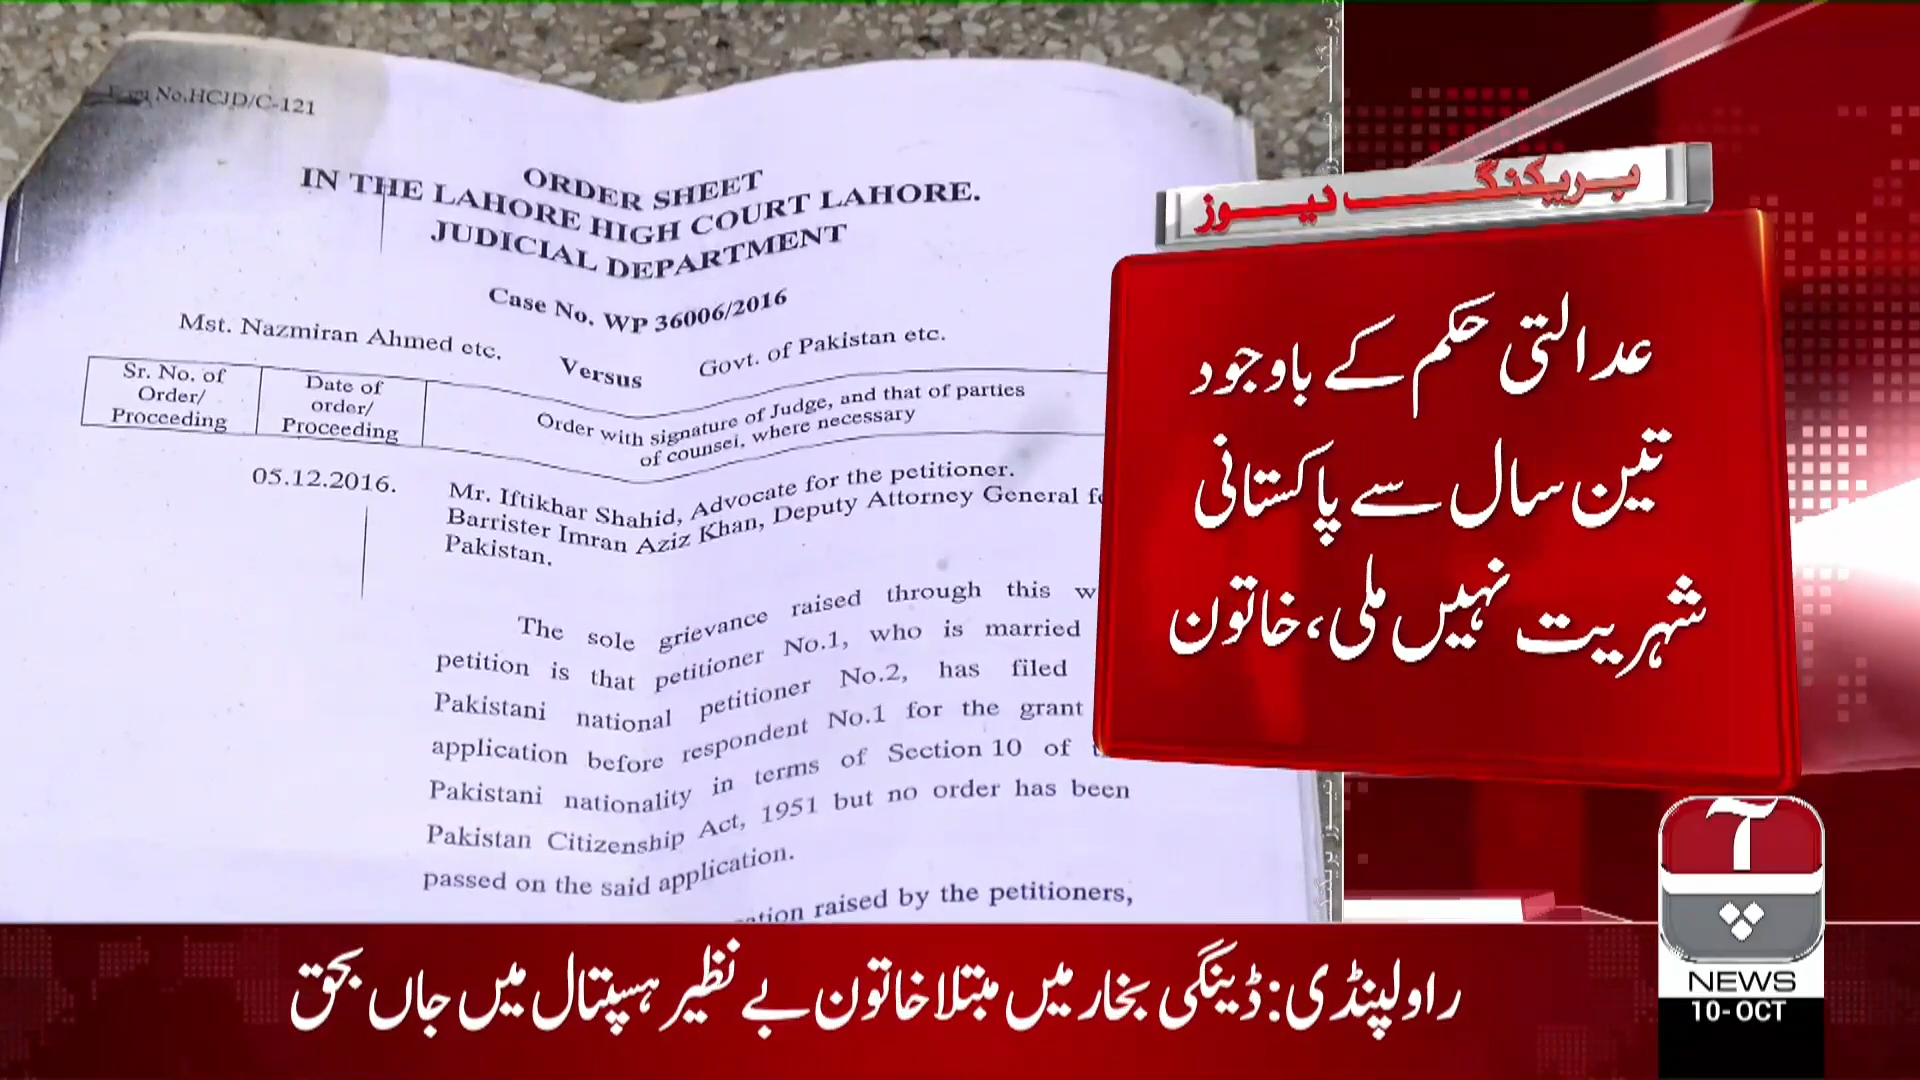 No.HCJD/C-121
ORDER SHEET
IN THE LAHORE HIGH COURT LAHORE.
JUDICIAL DEPARTMENT
Case No. WP 36006/2016
Mst. Nazmiran Ahmed etc. Versus Govt. of Pakistan etc.
Sr. No. of Order/ Proceeding
Date of order/ Proceeding
Order with signature of Judge, and that of parties
of counsel, where necessary
05.12.2016.
Mr. Iftikhar Shahid, Advocate for the petitioner.
Barrister Imran Aziz Khan, Deputy Attorney General
Pakistan.
The sole grievance raised through this
petition is that petitioner No.1, who is married
Pakistani national petitioner No.2, has filed
application before respondent No.1 for the grant
Pakistani nationality in terms of Section 10 of
Pakistan Citizenship Act, 1951 but no order has been
passed on the said application.
raised by the petitioners,
بریکنگ نیوز
عدالتی حکم کے باوجود
تین سال سے پاکستانی
شہریت نہیں ملی، خاتون
آپ
NEWS
10-OCT
راولپنڈی: ڈینگی بخار میں مبتلا خاتون بے نظیر ہسپتال میں جاں بحق